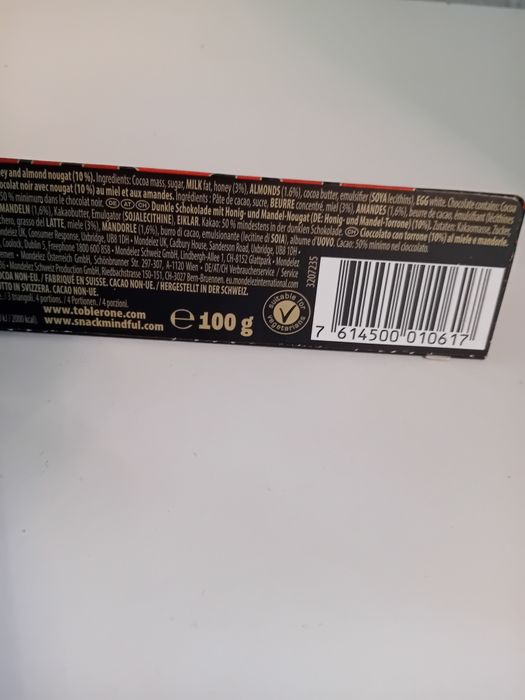 ey and almond nougat (10 %). Ingredients: Cocoa mass, sugar, MILK fat, honey (3%), ALMONDS (1.6%), cocoa butter, emulsifier (SOYA lecithin), EGG white. Chocolate contains: Cocoa
ocolat noir avec nougat (10 %) au miel et aux amandes. Ingrédients : Pâte de cacao, sucre, BEURRE concentré, miel (3%), AMANDES (1,6%), beurre de cacao, émulsifiant (lécithine
50 % minimum dans le chocolat noir. DE AT CH Dunkle Schokolade mit Honig- und Mandel-Nougat (DE: Honig- und Mandel-Torrone) (10%). Zutaten: Kakaomasse, Zucker,
MANDELN (1,6%), Kakaobutter, Emulgator (SOJALECITHINE), EIKLAR. Kakao: 50 % mindestens in der dunklen Schokolade. CH Cioccolato con torrone (10%) al miele e mandorle.
grasso del LATTE, miele (3%), MANDORLE (1,6%), burro di cacao, emulsionante (lecitine di SOIA), albume d'UOVO. Cacao: 50% minimo nel cioccolato.
UK, Consumer Response, Uxbridge, UB8 1DH • Mondelez UK, Cadbury House, Sanderson Road, Uxbridge, UB8 1DH •
Coolock, Dublin 5, Freephone 1800 600 858 • Mondelez Schweiz GmbH, Lindbergh-Allee 1, CH-8152 Glattpark • Mondelez
emen • Mondelez Österreich GmbH, Schönbrunner Str. 297-307, A-1120 Wien • DE/AT/CH Verbraucherservice / Service
• Mondelez Schweiz Production GmbH, Riedbachstrasse 150-151, CH-3027 Bern-Brünnen. eu.mondelezinternational.com
COCOA NON-EU. / FABRIQUÉ EN SUISSE. CACAO NON-UE. / HERGESTELLT IN DER SCHWEIZ.
TTO IN SVIZZERA. CACAO NON-UE.
/ 3 triangoli. 4 portions. / 4 Portionen. / 4 porzioni.
www.toblerone.com
kJ / 2000 kcal) www.snackmindful.com
℮ 100 g
suitable for vegetarians
3207235
7 614500 010617